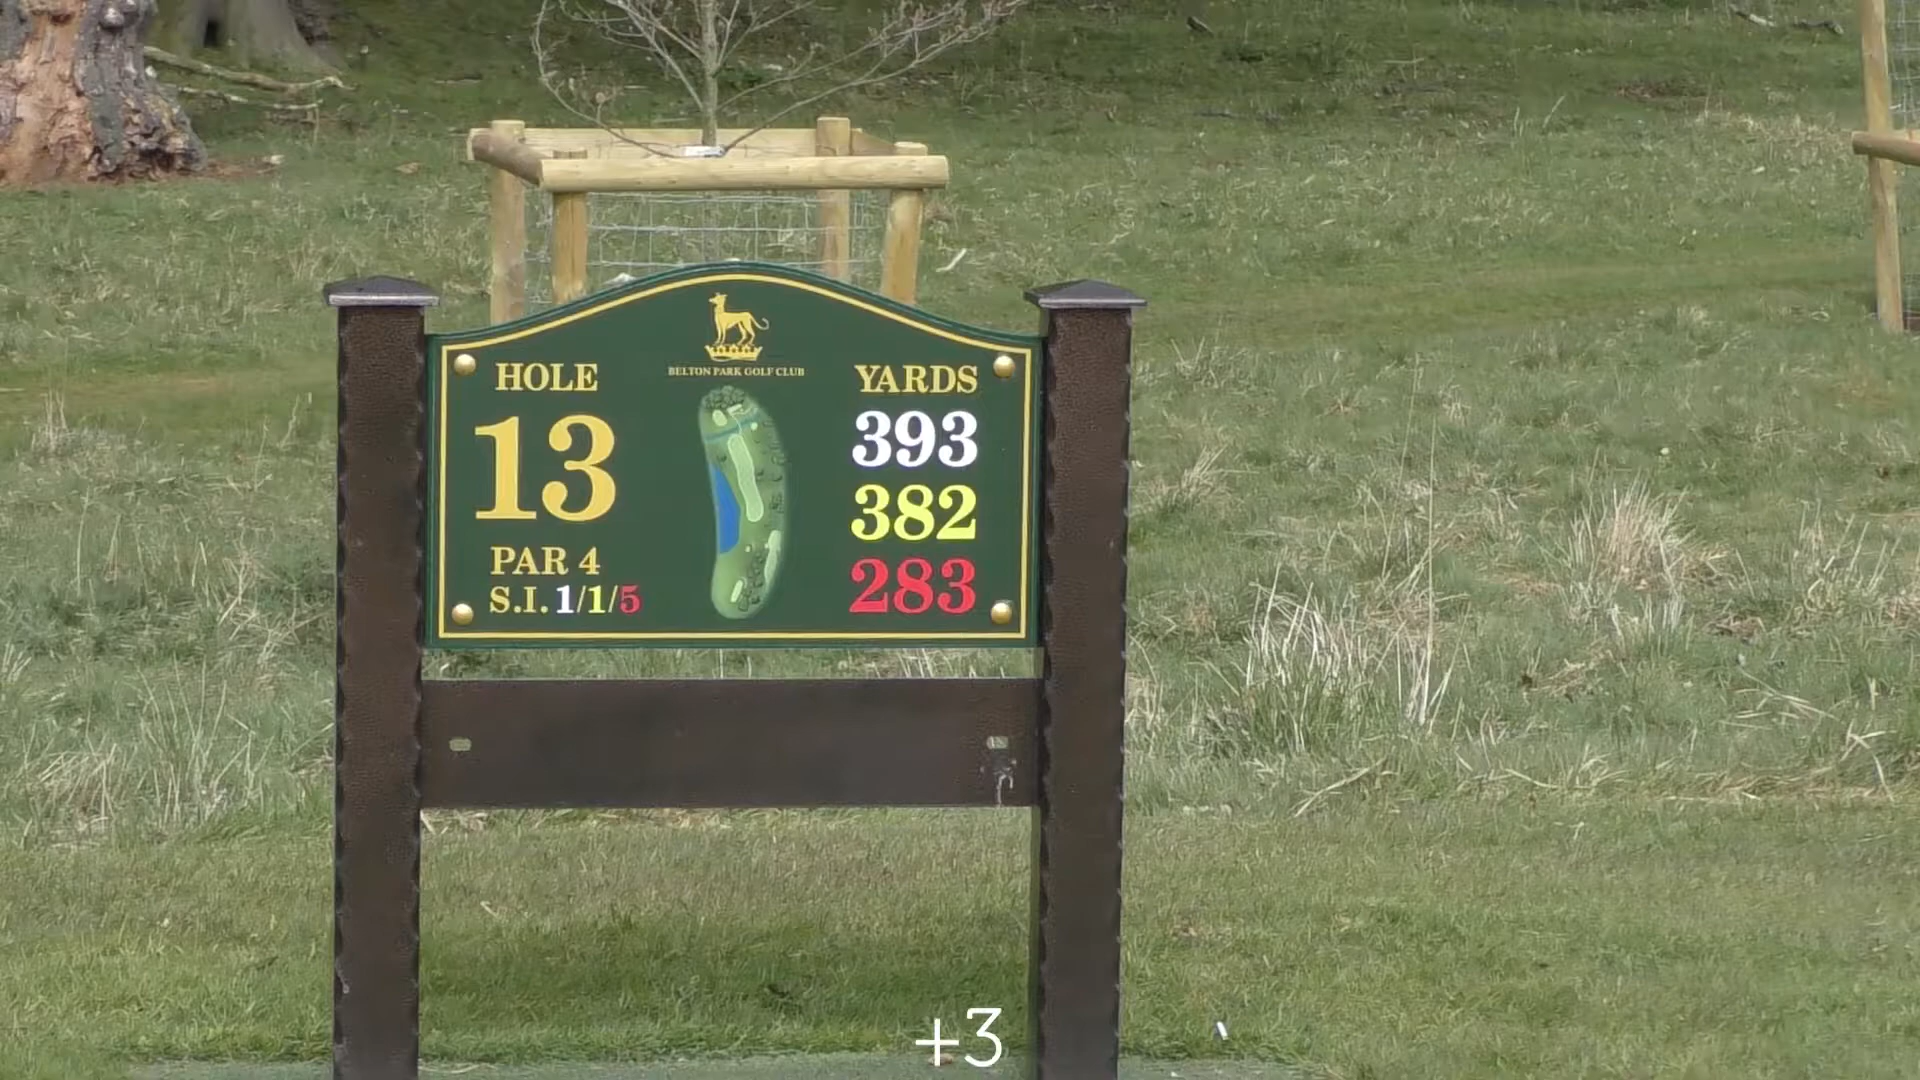 BELTON PARK GOLF CLUB
HOLE
13
PAR 4
S.I. 1/1/5
YARDS
393
382
283
+3